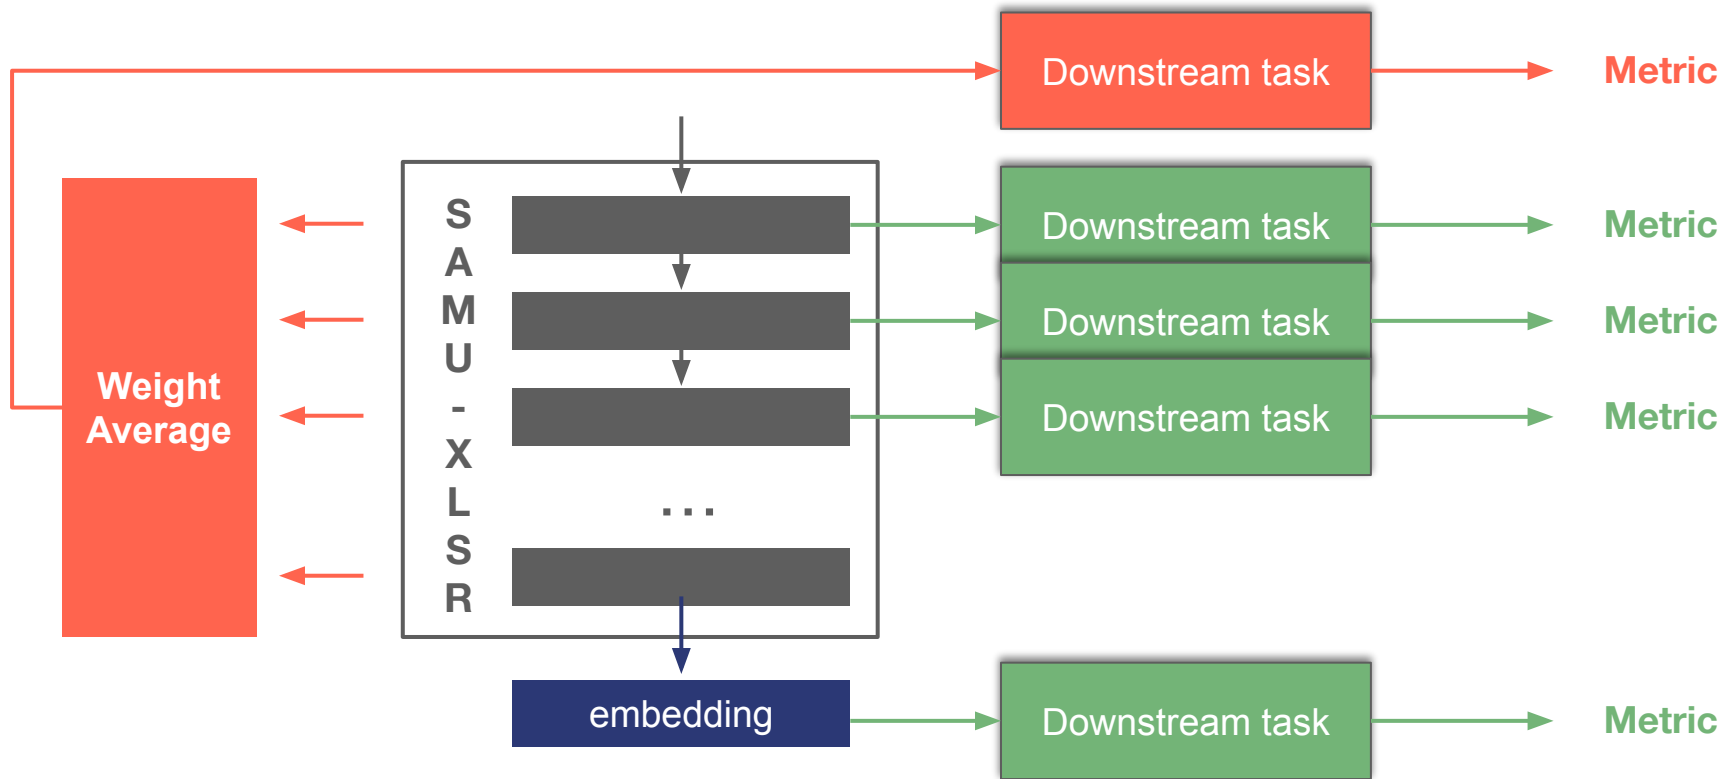 Downstream task
Metric
Downstream task
Metric
Downstream task
Metric
Downstream task
Metric
Weight
Average
S
A
M
U
-
X
L
S
R
...
embedding
Downstream task
Metric